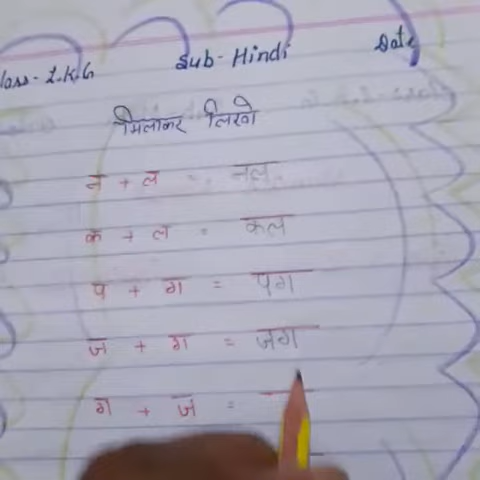 Class - L.K.G Sub - Hindi Date
मिलाकर लिखो
न + ल = नल
क + ल = कल
प + ग = पग
ज + ग = जग
ग + ज =